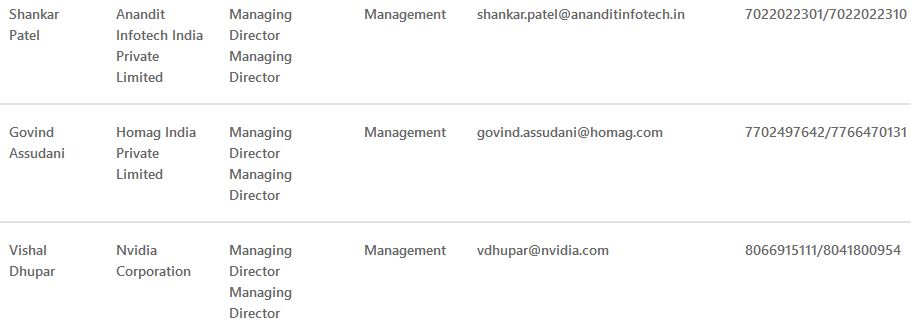 Shankar Patel Anandit Infotech India Private Limited Managing Director Managing Director Management shankar.patel@ananditinfotech.in 7022022301/7022022310
Govind Assudani Homag India Private Limited Managing Director Managing Director Management govind.assudani@homag.com 7702497642/7766470131
Vishal Dhupar Nvidia Corporation Managing Director Managing Director Management vdhupar@nvidia.com 8066915111/8041800954